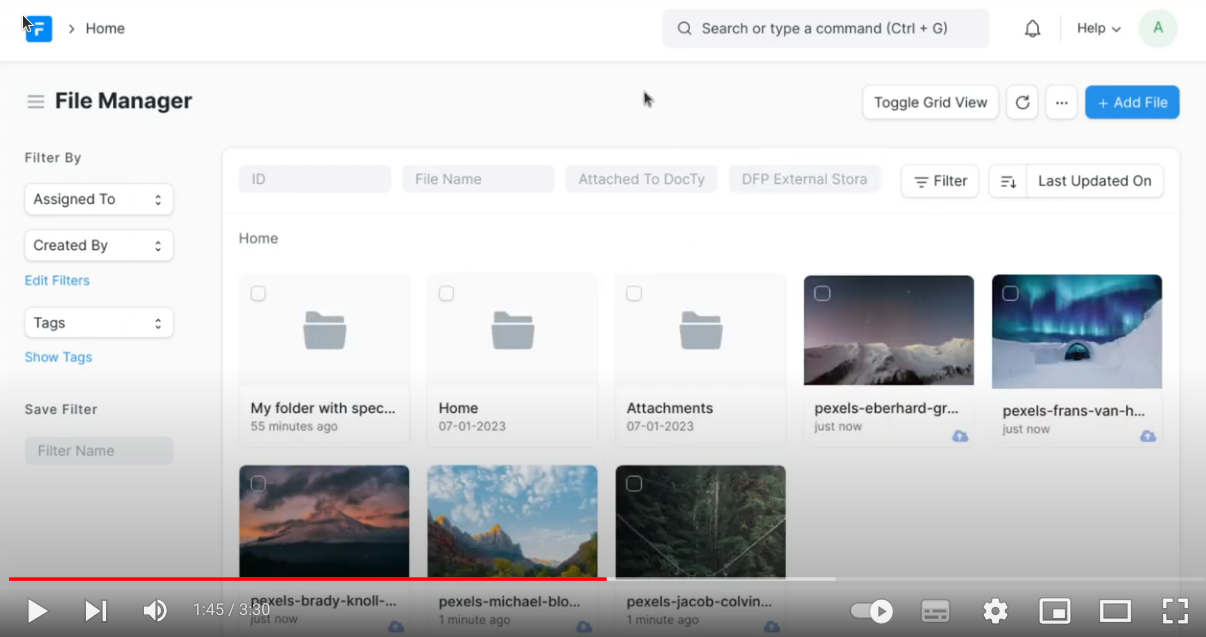 F
Home
Search or type a command (Ctrl + G)
Help
A
File Manager
Toggle Grid View
...
+ Add File
Filter By
Assigned To
Created By
Edit Filters
Tags
Show Tags
Save Filter
Filter Name
ID
File Name
Attached To DocTy
DFP External Stora
Filter
Last Updated On
Home
My folder with spec...
55 minutes ago
Home
07-01-2023
Attachments
07-01-2023
pexels-eberhard-gr...
just now
pexels-frans-van-h...
just now
pexels-brady-knoll-...
just now
pexels-michael-blo...
1 minute ago
pexels-jacob-colvin...
1 minute ago
1:45 / 3:30